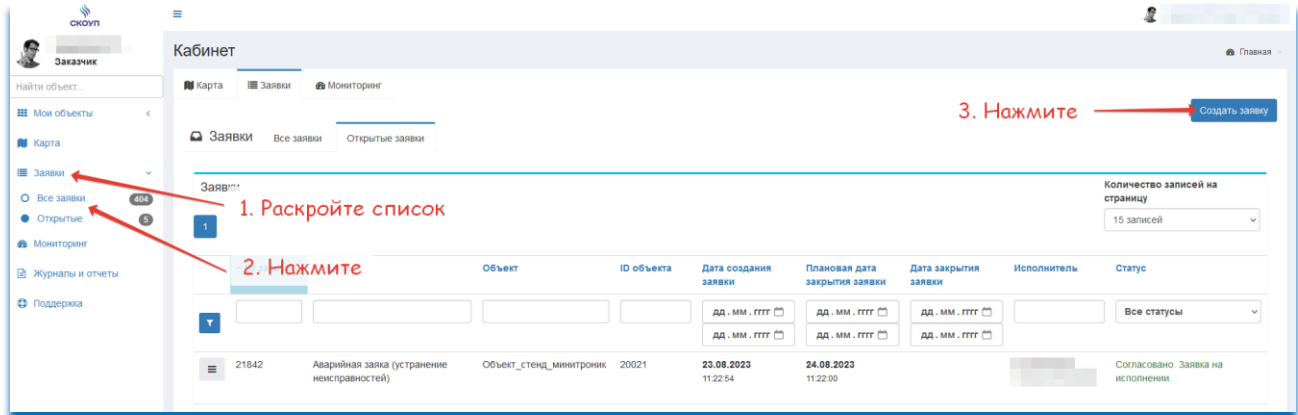 СКОУП
Заказчик
Найти объект...
Мои объекты
Карта
Заявки
Все заявки 404
Открытые 5
Мониторинг
Журналы и отчеты
Поддержка
Кабинет
Главная
Карта Заявки Мониторинг
3. Нажмите
Создать заявку
Заявки Все заявки Открытые заявки
Количество записей на
страницу
15 записей
1. Раскройте список
1
2. Нажмите
Объект ID объекта Дата создания заявки Плановая дата закрытия заявки Дата закрытия заявки Исполнитель Статус
дд.мм.гггг дд.мм.гггг дд.мм.гггг Все статусы
дд.мм.гггг дд.мм.гггг дд.мм.гггг
21842 Аварийная заяка (устранение Объект_стенд_минитроник 20021 23.08.2023 24.08.2023 Согласовано. Заявка на
неисправностей) 11:22:54 11:22:00 исполнении.